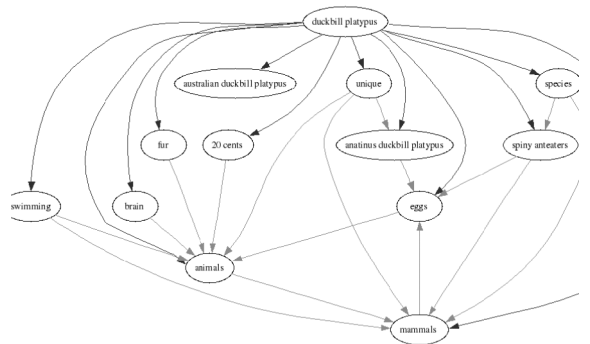 duckbill platypus
australian duckbill platypus
unique
species
fur
20 cents
anatinus duckbill platypus
spiny anteaters
swimming
brain
eggs
animals
mammals